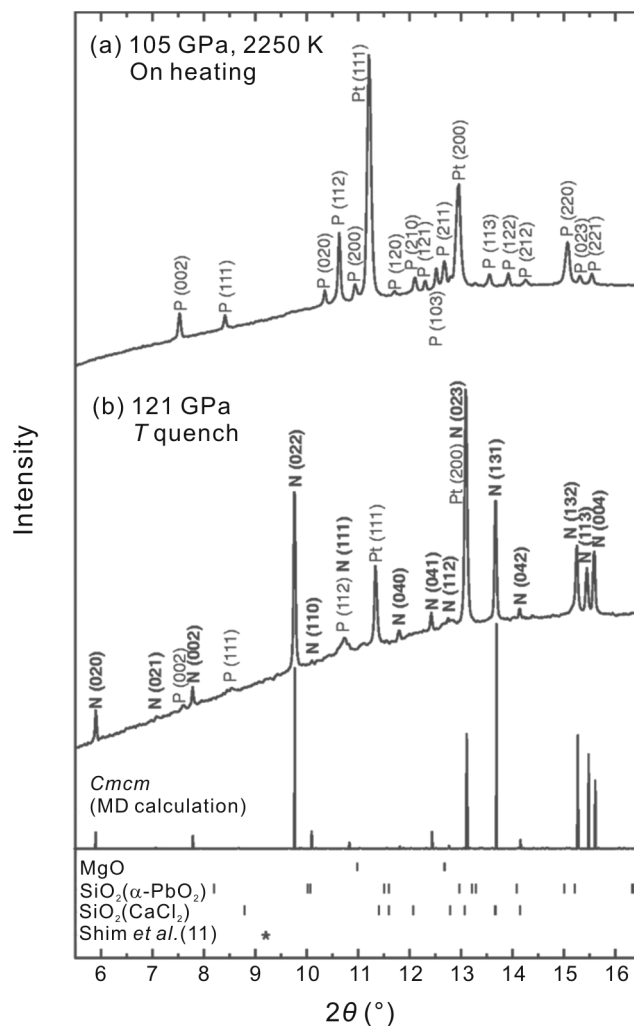 (a) 105 GPa, 2250 K
On heating
P (002)
P (111)
P (020)
P (112)
P (200)
Pt (111)
P (120)
P (210)
P (121)
P (103)
P (211)
Pt (200)
P (113)
P (122)
P (212)
P (220)
P (023)
P (221)
(b) 121 GPa
T quench
N (020)
N (021)
P (002)
N (002)
P (111)
N (022)
N (110)
P (112) N (111)
Pt (111)
N (040)
N (041)
N (112)
Pt (200) N (023)
N (131)
N (042)
N (132)
N (113)
N (004)
Cmcm
(MD calculation)
MgO
SiO₂(α-PbO₂)
SiO₂(CaCl₂)
Shim et al.(11) *
6 7 8 9 10 11 12 13 14 15 16
2θ (°)
Intensity